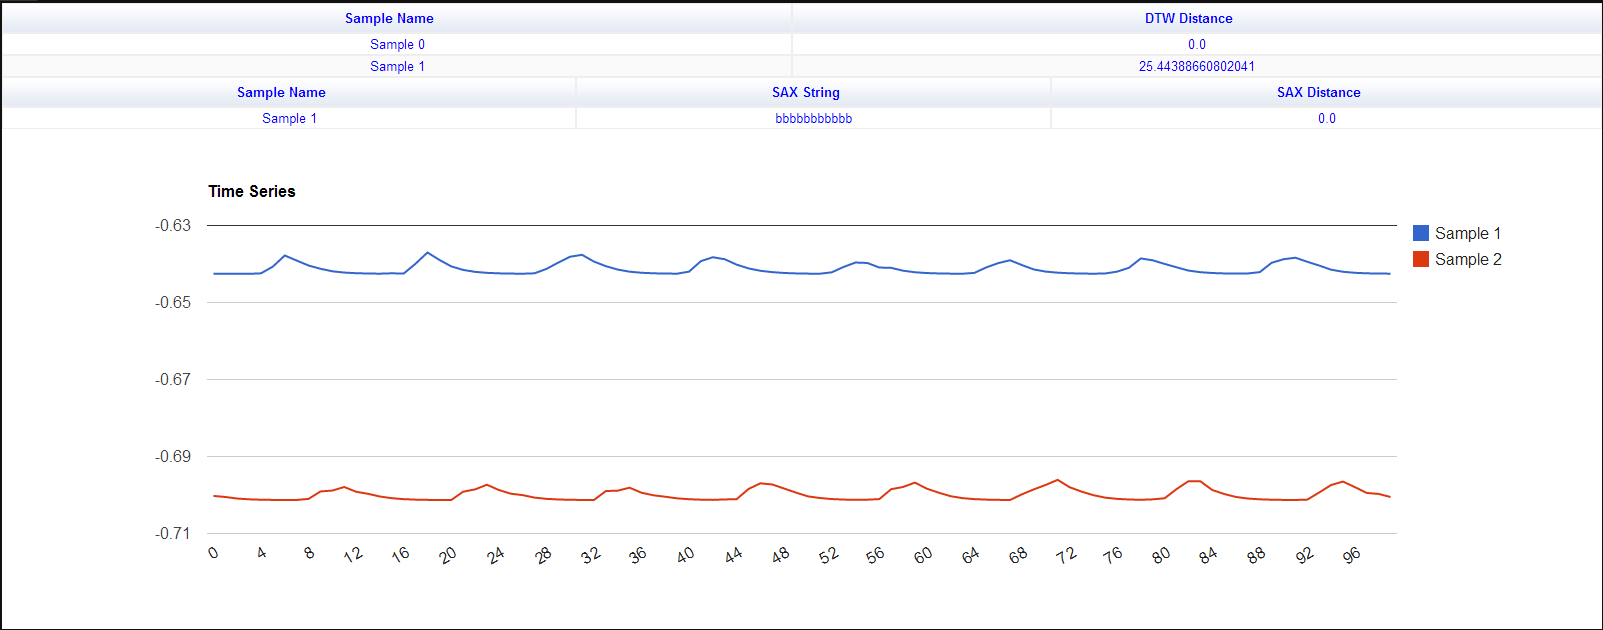 Sample Name DTW Distance
Sample 0 0.0
Sample 1 25.44388660802041
Sample Name SAX String SAX Distance
Sample 1 bbbbbbbbbbb 0.0
Time Series
-0.63
Sample 1
Sample 2
-0.65
-0.67
-0.69
-0.71
0 4 8 12 16 20 24 28 32 36 40 44 48 52 56 60 64 68 72 76 80 84 88 92 96